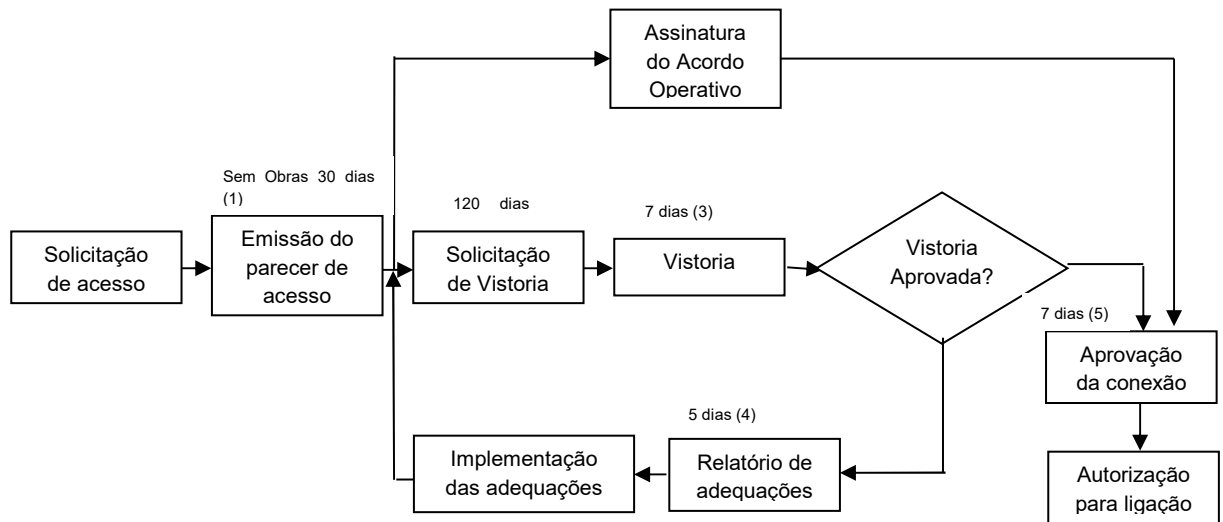 Assinatura
do Acordo
Operativo
Sem Obras 30 dias
(1)
120 dias
7 dias (3)
Solicitação
de acesso
Emissão do
parecer de
acesso
Solicitação
de Vistoria
Vistoria
Vistoria
Aprovada?
7 dias (5)
Aprovação
da conexão
5 dias (4)
Implementação
das adequações
Relatório de
adequações
Autorização
para ligação